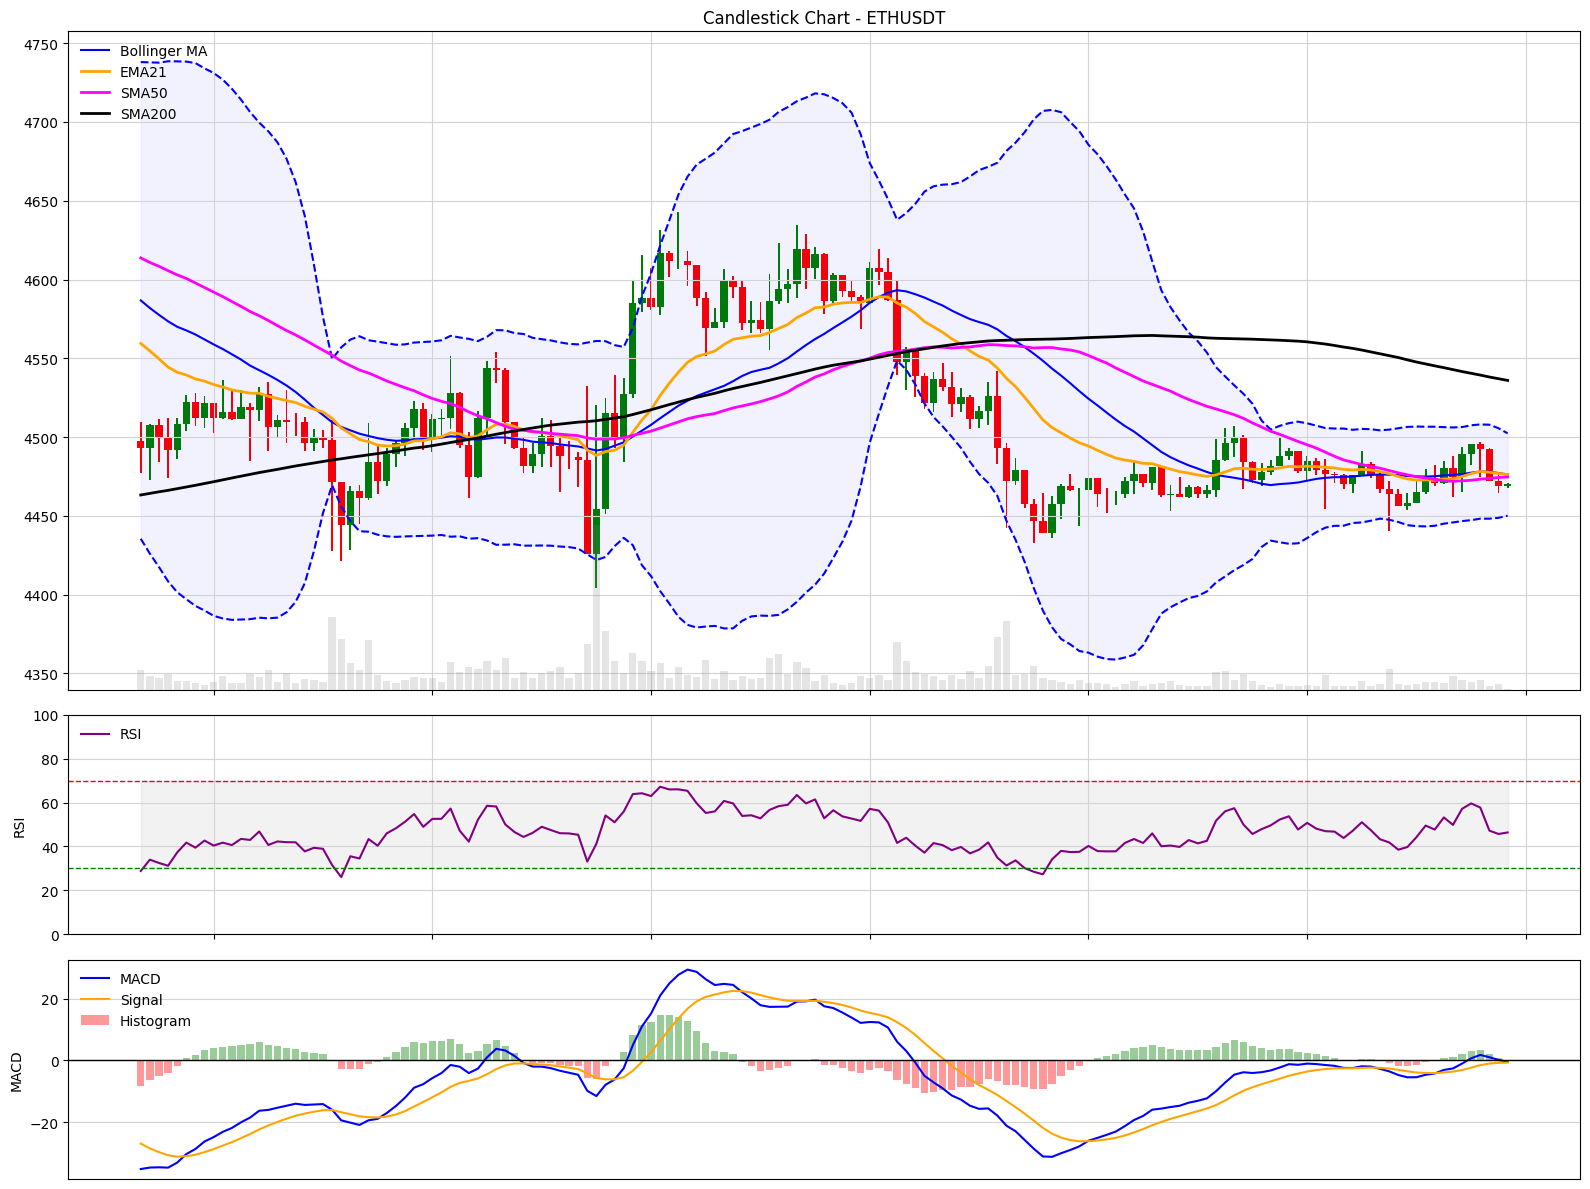 Candlestick Chart - ETHUSDT
Bollinger MA
EMA21
SMA50
SMA200
4750
4700
4650
4600
4550
4500
4450
4400
4350
RSI
RSI
100
80
60
40
20
0
MACD
Signal
Histogram
MACD
20
0
−20